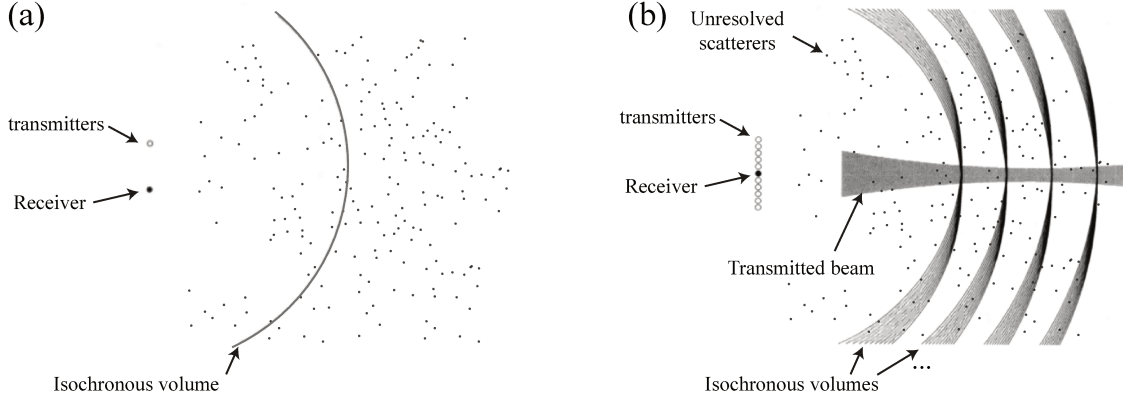 (a)
transmitters
Receiver
Isochronous volume
(b)
Unresolved
scatterers
transmitters
Receiver
Transmitted beam
Isochronous volumes
...